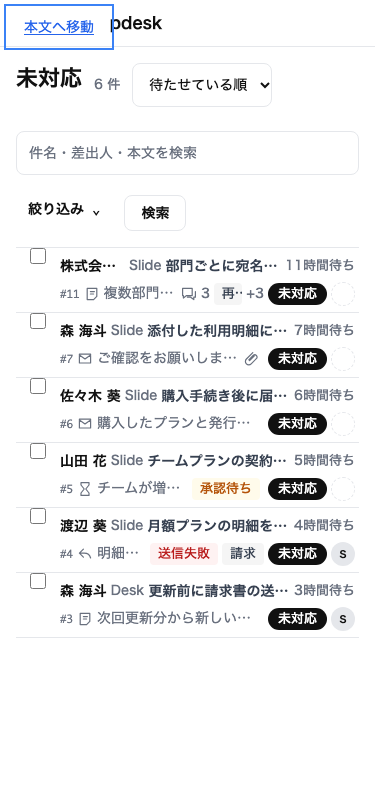 本文へ移動 pdesk
未対応 6 件 待たせている順
件名・差出人・本文を検索
絞り込み 検索
株式会… Slide 部門ごとに宛名… 11時間待ち
#11 複数部門… 3 再… +3 未対応
森 海斗 Slide 添付した利用明細に… 7時間待ち
#7 ご確認をお願いしま… 未対応
佐々木 葵 Slide 購入手続き後に届… 6時間待ち
#6 購入したプランと発行… 未対応
山田 花 Slide チームプランの契約… 5時間待ち
#5 チームが増… 承認待ち 未対応
渡辺 葵 Slide 月額プランの明細を… 4時間待ち
#4 明細… 送信失敗 請求 未対応 S
森 海斗 Desk 更新前に請求書の送… 3時間待ち
#3 次回更新分から新しい… 未対応 S